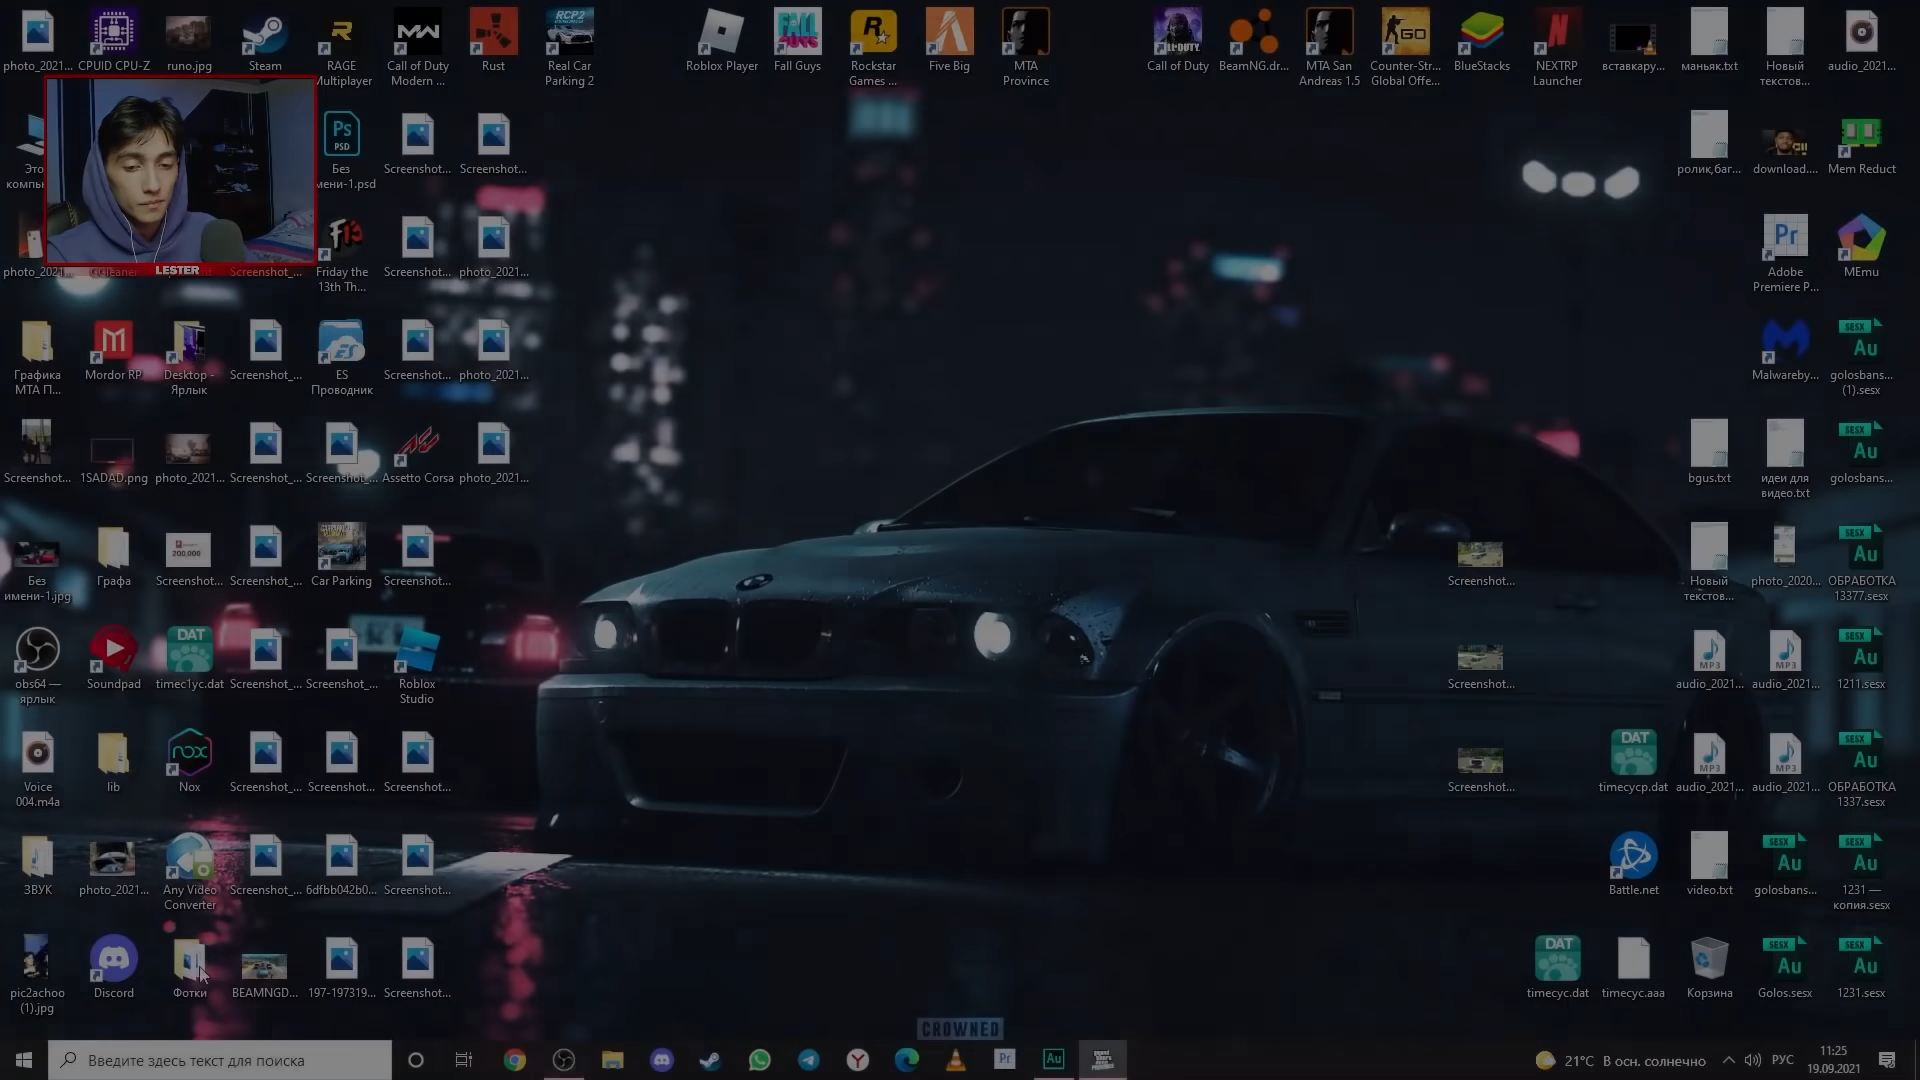 photo_2021...
CPUID CPU-Z
runo.jpg
Steam
RAGE
Multiplayer
Call of Duty
Modern ...
Rust
Real Car
Parking 2
Roblox Player
Fall Guys
Rockstar
Games ...
Five Big
MTA
Province
Call of Duty
BeamNG.dr...
MTA San
Andreas 1.5
Counter-Str...
Global Offe...
BlueStacks
NEXTRP
Launcher
вставкару...
маньяк.txt
Новый
текстов...
audio_2021...
Без
Screenshot...
Screenshot...
ролик,баг...
download....
Mem Reduct
LESTER
photo_2021...
Screenshot_...
Friday the
13th Th...
Screenshot...
photo_2021...
Adobe
Premiere P...
MEmu
Графика
МТА П...
Mordor RP
Desktop -
Ярлык
Screenshot_...
ES
Проводник
Screenshot...
photo_2021...
Malwareby...
golosbans...
(1).sesx
Screenshot...
1SADAD.png
photo_2021...
Screenshot_...
Screenshot_...
Assetto Corsa
photo_2021...
bgus.txt
идеи для
видео.txt
golosbans...
Без
имени-1.jpg
Графа
200,000
Screenshot...
Screenshot_...
Car Parking
Screenshot...
Screenshot...
Новый
текстов...
photo_2020...
ОБРАБОТКА
13377.sesx
obs64 —
ярлык
Soundpad
timec1yc.dat
Screenshot_...
Screenshot_...
Roblox
Studio
Screenshot...
audio_2021...
audio_2021...
1211.sesx
Voice
004.m4a
lib
Nox
Screenshot_...
Screenshot...
Screenshot...
Screenshot...
timecycp.dat
audio_2021...
audio_2021...
ОБРАБОТКА
1337.sesx
ЗВУК
photo_2021...
Any Video
Converter
Screenshot_...
6dfbb042b0...
Screenshot...
Battle.net
video.txt
golosbans...
1231 —
копия.sesx
pic2achoo
(1).jpg
Discord
Фотки
BEAMNGD...
197-197319...
Screenshot...
timecyc.dat
timecyc.aaa
Корзина
Golos.sesx
1231.sesx
CROWNED
Введите здесь текст для поиска
21°C В осн. солнечно
РУС
11:25
19.09.2021